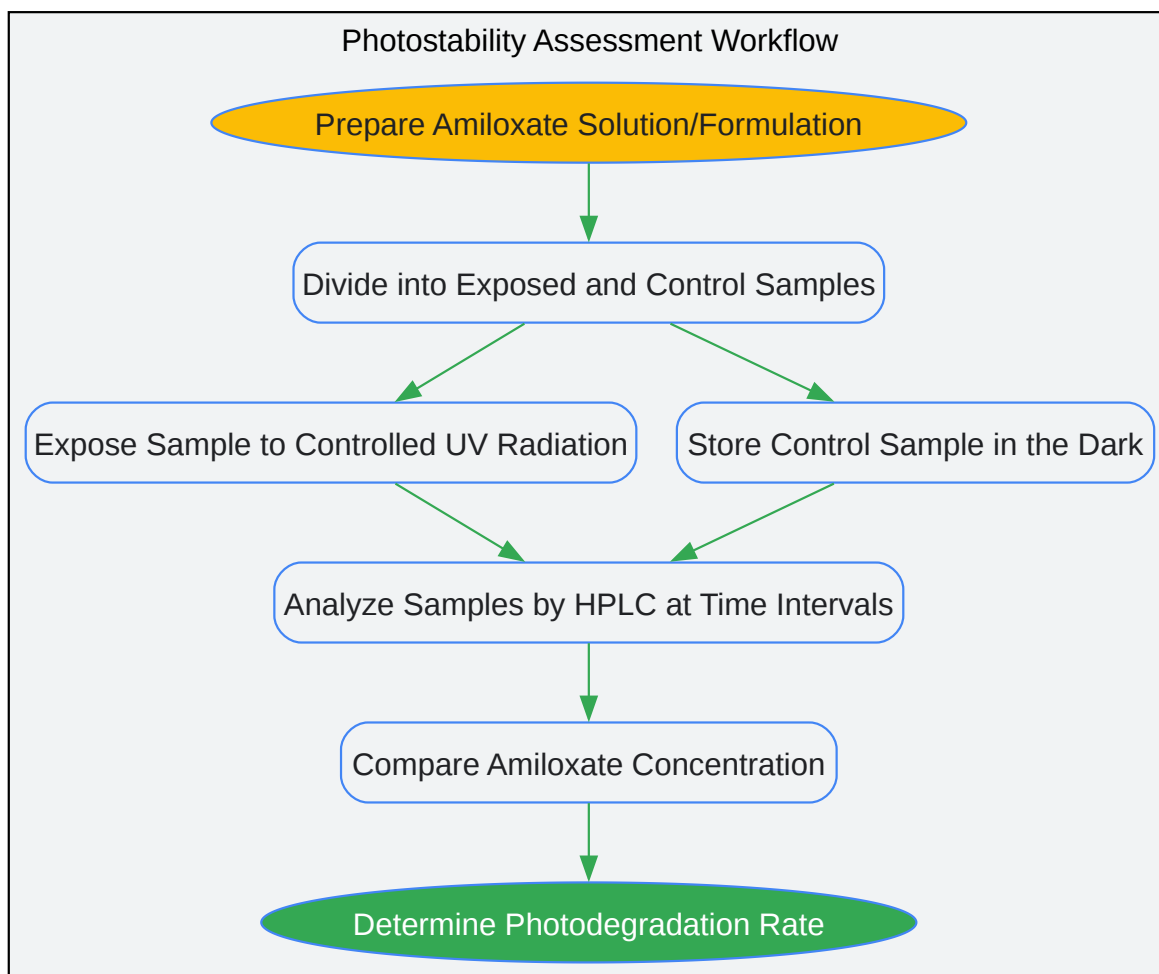 Photostability Assessment Workflow
Prepare Amiloxate Solution/Formulation
Divide into Exposed and Control Samples
Expose Sample to Controlled UV Radiation
Store Control Sample in the Dark
Analyze Samples by HPLC at Time Intervals
Compare Amiloxate Concentration
Determine Photodegradation Rate